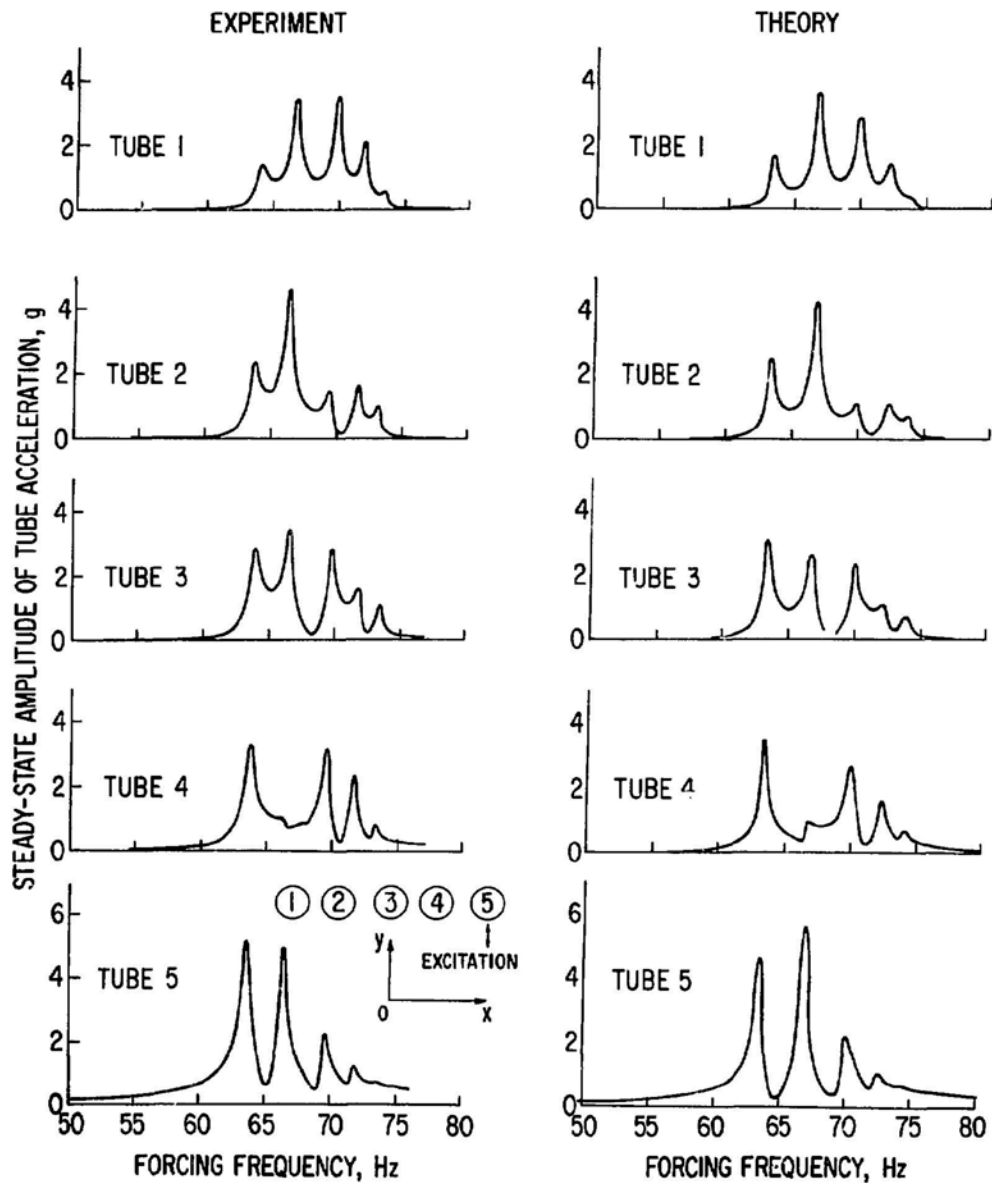 EXPERIMENT
THEORY
STEADY-STATE AMPLITUDE OF TUBE ACCELERATION, g
4
2
0
TUBE 1
4
2
0
TUBE 1
4
2
0
TUBE 2
4
2
0
TUBE 2
4
2
0
TUBE 3
4
2
0
TUBE 3
4
2
0
TUBE 4
4
2
0
TUBE 4
6
4
2
0
TUBE 5
1 2 3 4 5
y
EXCITATION
0 x
6
4
2
0
TUBE 5
50 55 60 65 70 75 80
FORCING FREQUENCY, Hz
50 55 60 65 70 75 80
FORCING FREQUENCY, Hz